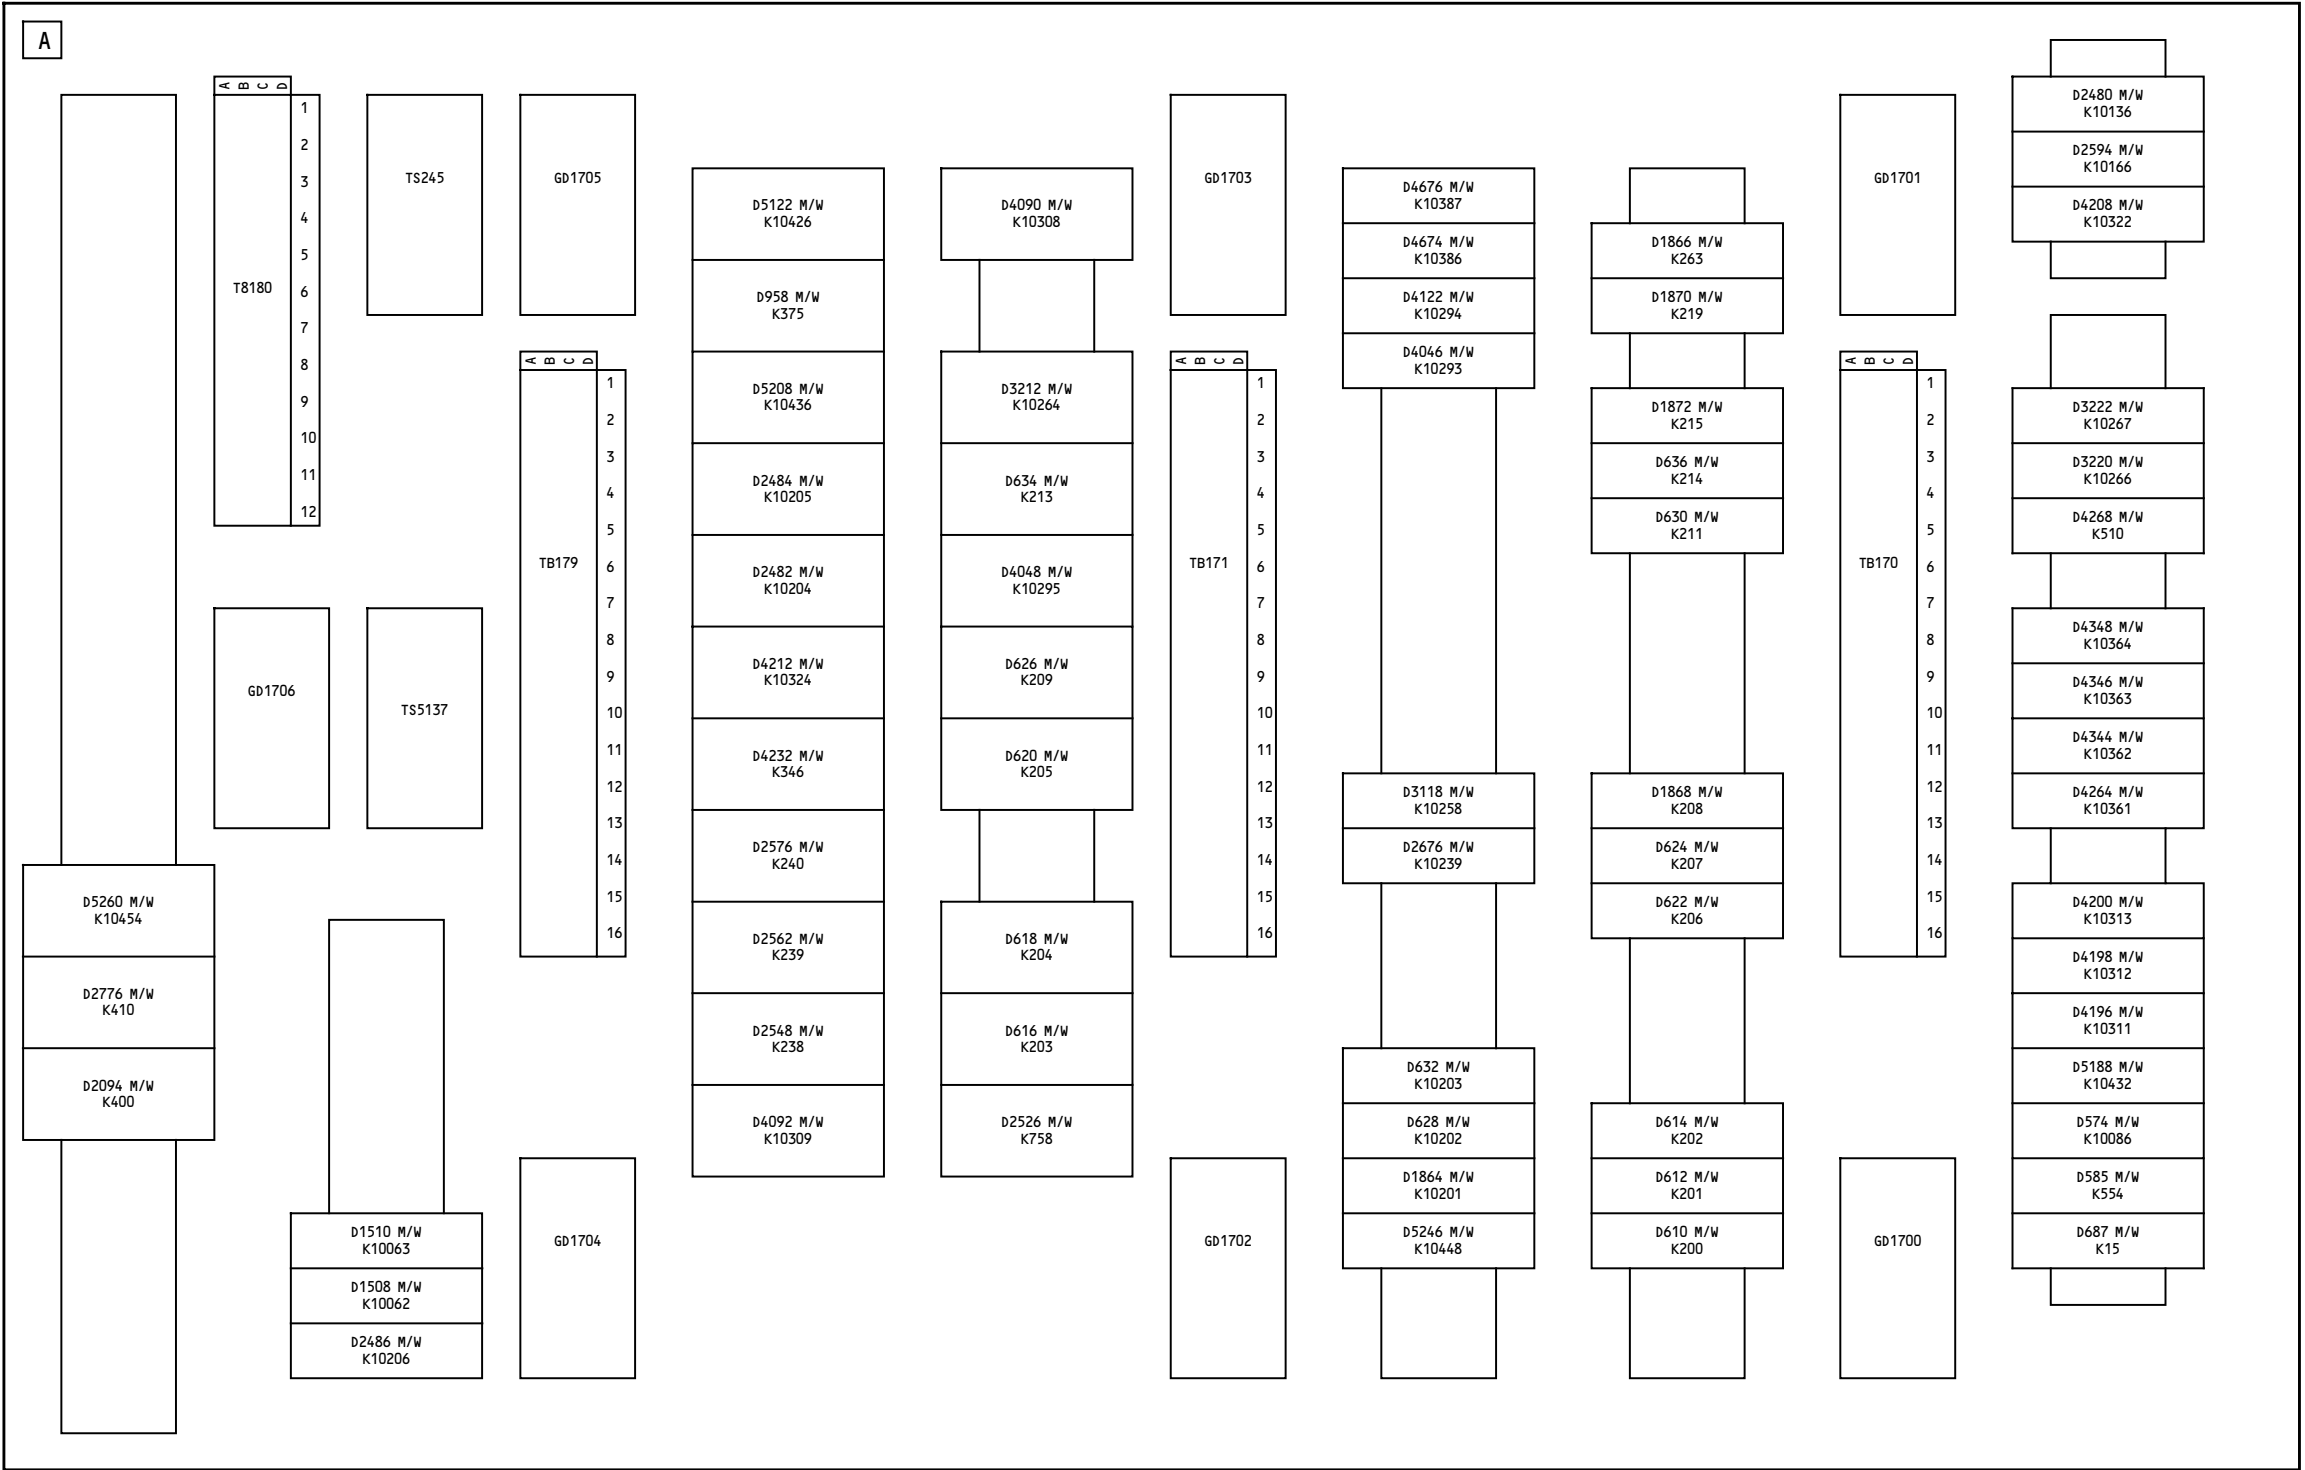 A
A B C D
T8180
1
2
3
4
5
6
7
8
9
10
11
12
TS245
GD1705
GD1706
TS5137
D5260 M/W
K10454
D2776 M/W
K410
D2094 M/W
K400
D1510 M/W
K10063
D1508 M/W
K10062
D2486 M/W
K10206
A B C D
TB179
1
2
3
4
5
6
7
8
9
10
11
12
13
14
15
16
GD1704
D5122 M/W
K10426
D958 M/W
K375
D5208 M/W
K10436
D2484 M/W
K10205
D2482 M/W
K10204
D4212 M/W
K10324
D4232 M/W
K346
D2576 M/W
K240
D2562 M/W
K239
D2548 M/W
K238
D4092 M/W
K10309
D4090 M/W
K10308
D3212 M/W
K10264
D634 M/W
K213
D4048 M/W
K10295
D626 M/W
K209
D620 M/W
K205
D618 M/W
K204
D616 M/W
K203
D2526 M/W
K758
GD1703
A B C D
TB171
1
2
3
4
5
6
7
8
9
10
11
12
13
14
15
16
GD1702
D4676 M/W
K10387
D4674 M/W
K10386
D4122 M/W
K10294
D4046 M/W
K10293
D3118 M/W
K10258
D2676 M/W
K10239
D632 M/W
K10203
D628 M/W
K10202
D1864 M/W
K10201
D5246 M/W
K10448
D1866 M/W
K263
D1870 M/W
K219
D1872 M/W
K215
D636 M/W
K214
D630 M/W
K211
D1868 M/W
K208
D624 M/W
K207
D622 M/W
K206
D614 M/W
K202
D612 M/W
K201
D610 M/W
K200
GD1701
A B C D
TB170
1
2
3
4
5
6
7
8
9
10
11
12
13
14
15
16
GD1700
D2480 M/W
K10136
D2594 M/W
K10166
D4208 M/W
K10322
D3222 M/W
K10267
D3220 M/W
K10266
D4268 M/W
K510
D4348 M/W
K10364
D4346 M/W
K10363
D4344 M/W
K10362
D4264 M/W
K10361
D4200 M/W
K10313
D4198 M/W
K10312
D4196 M/W
K10311
D5188 M/W
K10432
D574 M/W
K10086
D585 M/W
K554
D687 M/W
K15